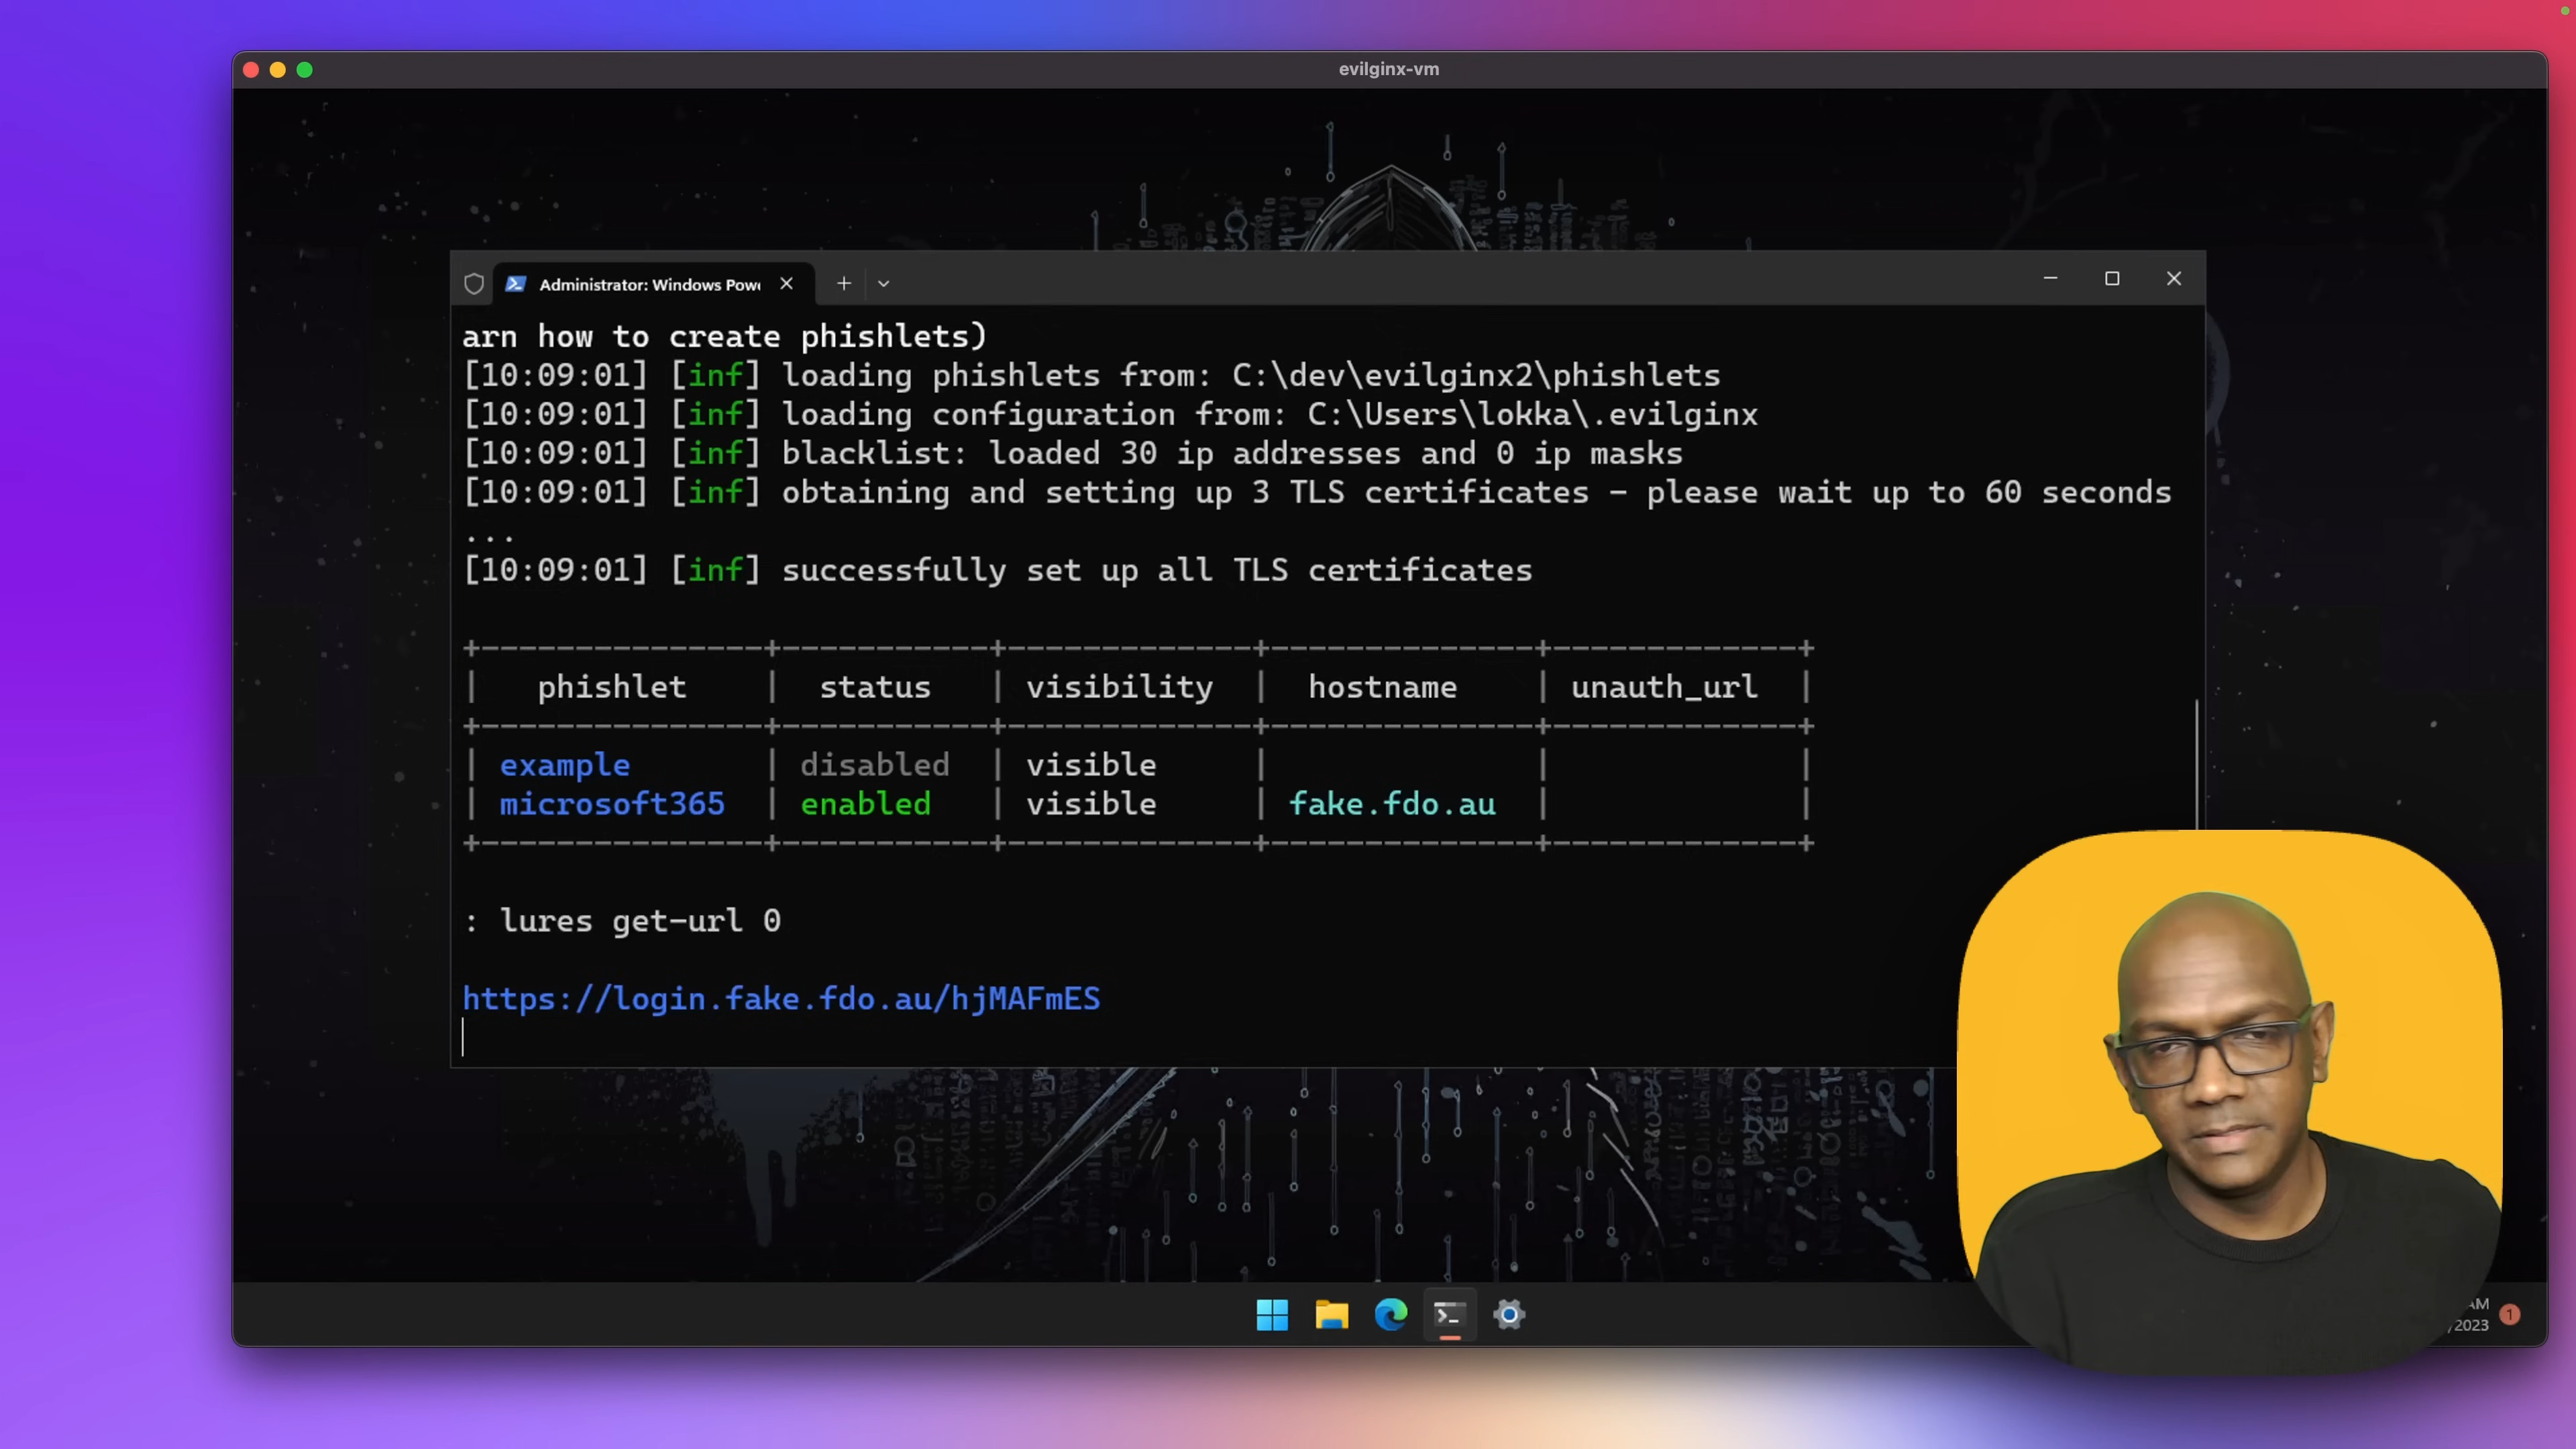 evilginx-vm
Administrator: Windows Powe
arn how to create phishlets)
[10:09:01] [inf] loading phishlets from: C:\dev\evilginx2\phishlets
[10:09:01] [inf] loading configuration from: C:\Users\lokka\.evilginx
[10:09:01] [inf] blacklist: loaded 30 ip addresses and 0 ip masks
[10:09:01] [inf] obtaining and setting up 3 TLS certificates - please wait up to 60 seconds
...
[10:09:01] [inf] successfully set up all TLS certificates
+---------------+-----------+-------------+--------------+-------------+
| phishlet | status | visibility | hostname | unauth_url |
+---------------+-----------+-------------+--------------+-------------+
| example | disabled | visible | | |
| microsoft365 | enabled | visible | fake.fdo.au | |
+---------------+-----------+-------------+--------------+-------------+
: lures get-url 0
https://login.fake.fdo.au/hjMAFmES
AM
/2023
1